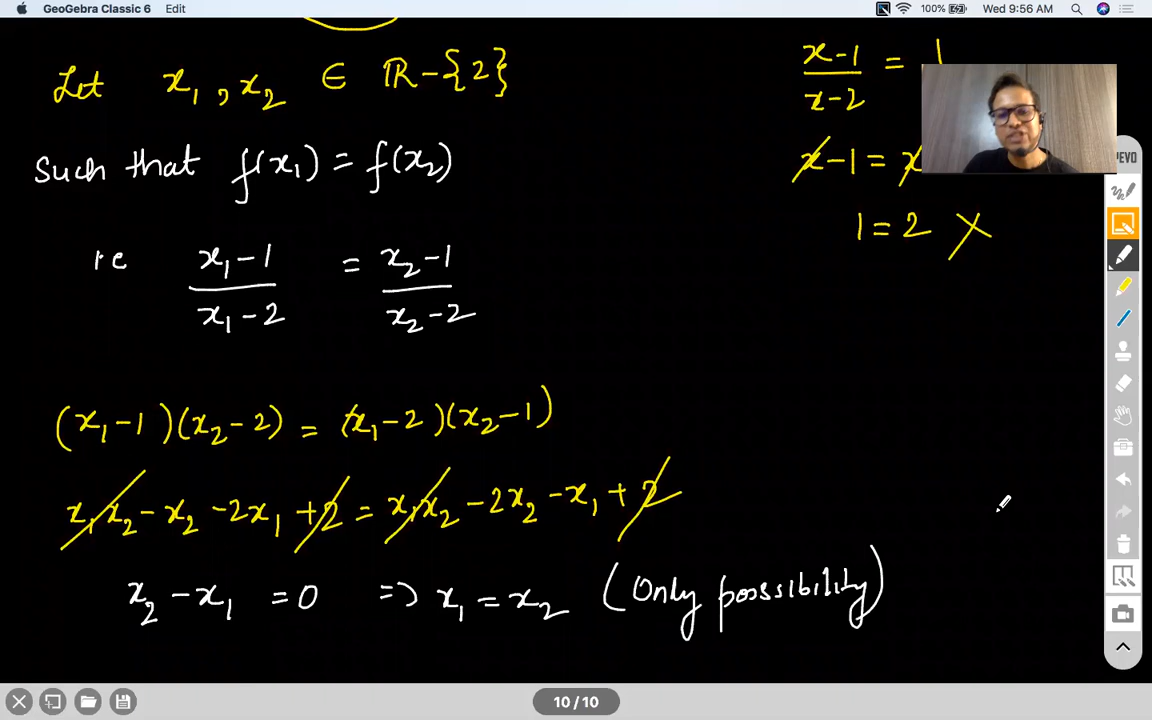 GeoGebra Classic 6 Edit 100% Wed 9:56 AM
Let x₁, x₂ ∈ ℝ-{2}
Such that f(x₁) = f(x₂)
i.e (x₁-1)/(x₁-2) = (x₂-1)/(x₂-2)
(x₁-1)(x₂-2) = (x₁-2)(x₂-1)
x₁x₂ - x₂ - 2x₁ + 2 = x₁x₂ - 2x₂ - x₁ + 2
x₂ - x₁ = 0 => x₁ = x₂ (Only possibility)
(x-1)/(x-2) = 1
x-1 = x
1 = 2 ✗
10/10